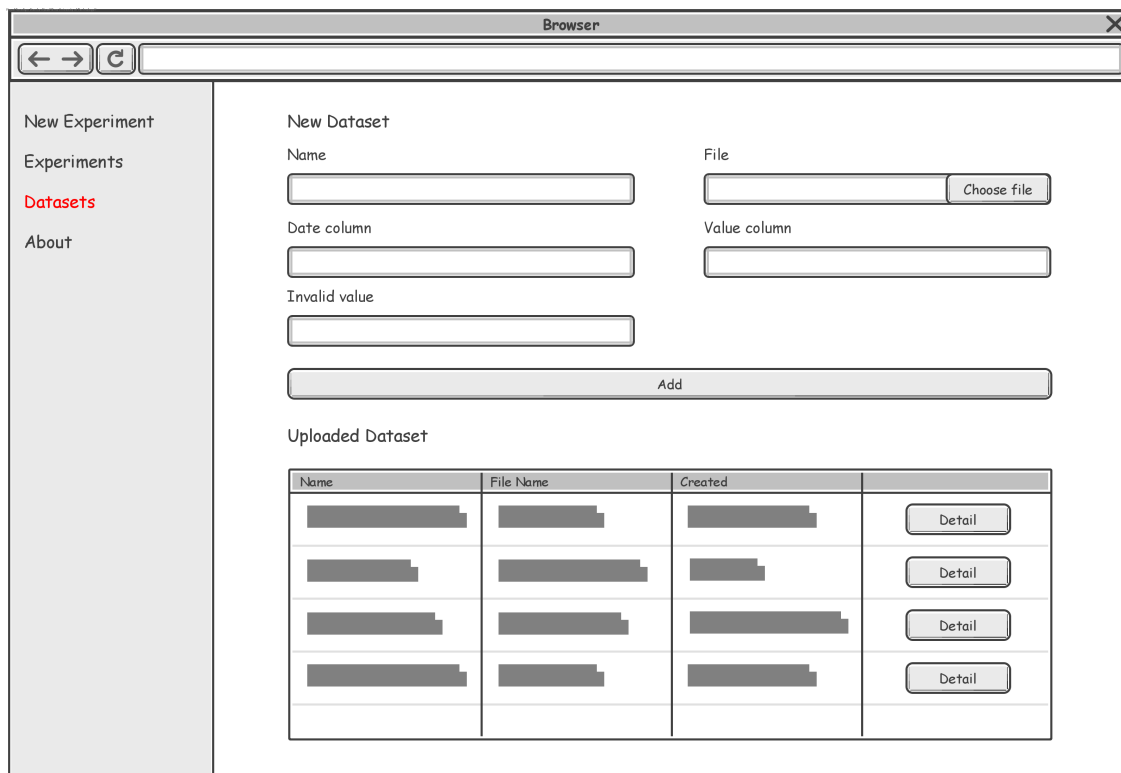 Browser
New Experiment
Experiments
Datasets
About
New Dataset
Name
File
Choose file
Date column
Value column
Invalid value
Add
Uploaded Dataset
Name File Name Created
Detail
Detail
Detail
Detail